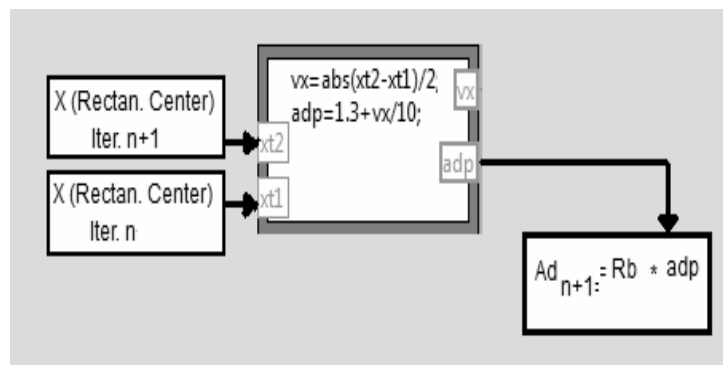 X (Rectan. Center)
Iter. n+1
X (Rectan. Center)
Iter. n
xt2
xt1
vx=abs(xt2-xt1)/2;
adp=1.3+vx/10;
vx
adp
Ad n+1 = Rb * adp